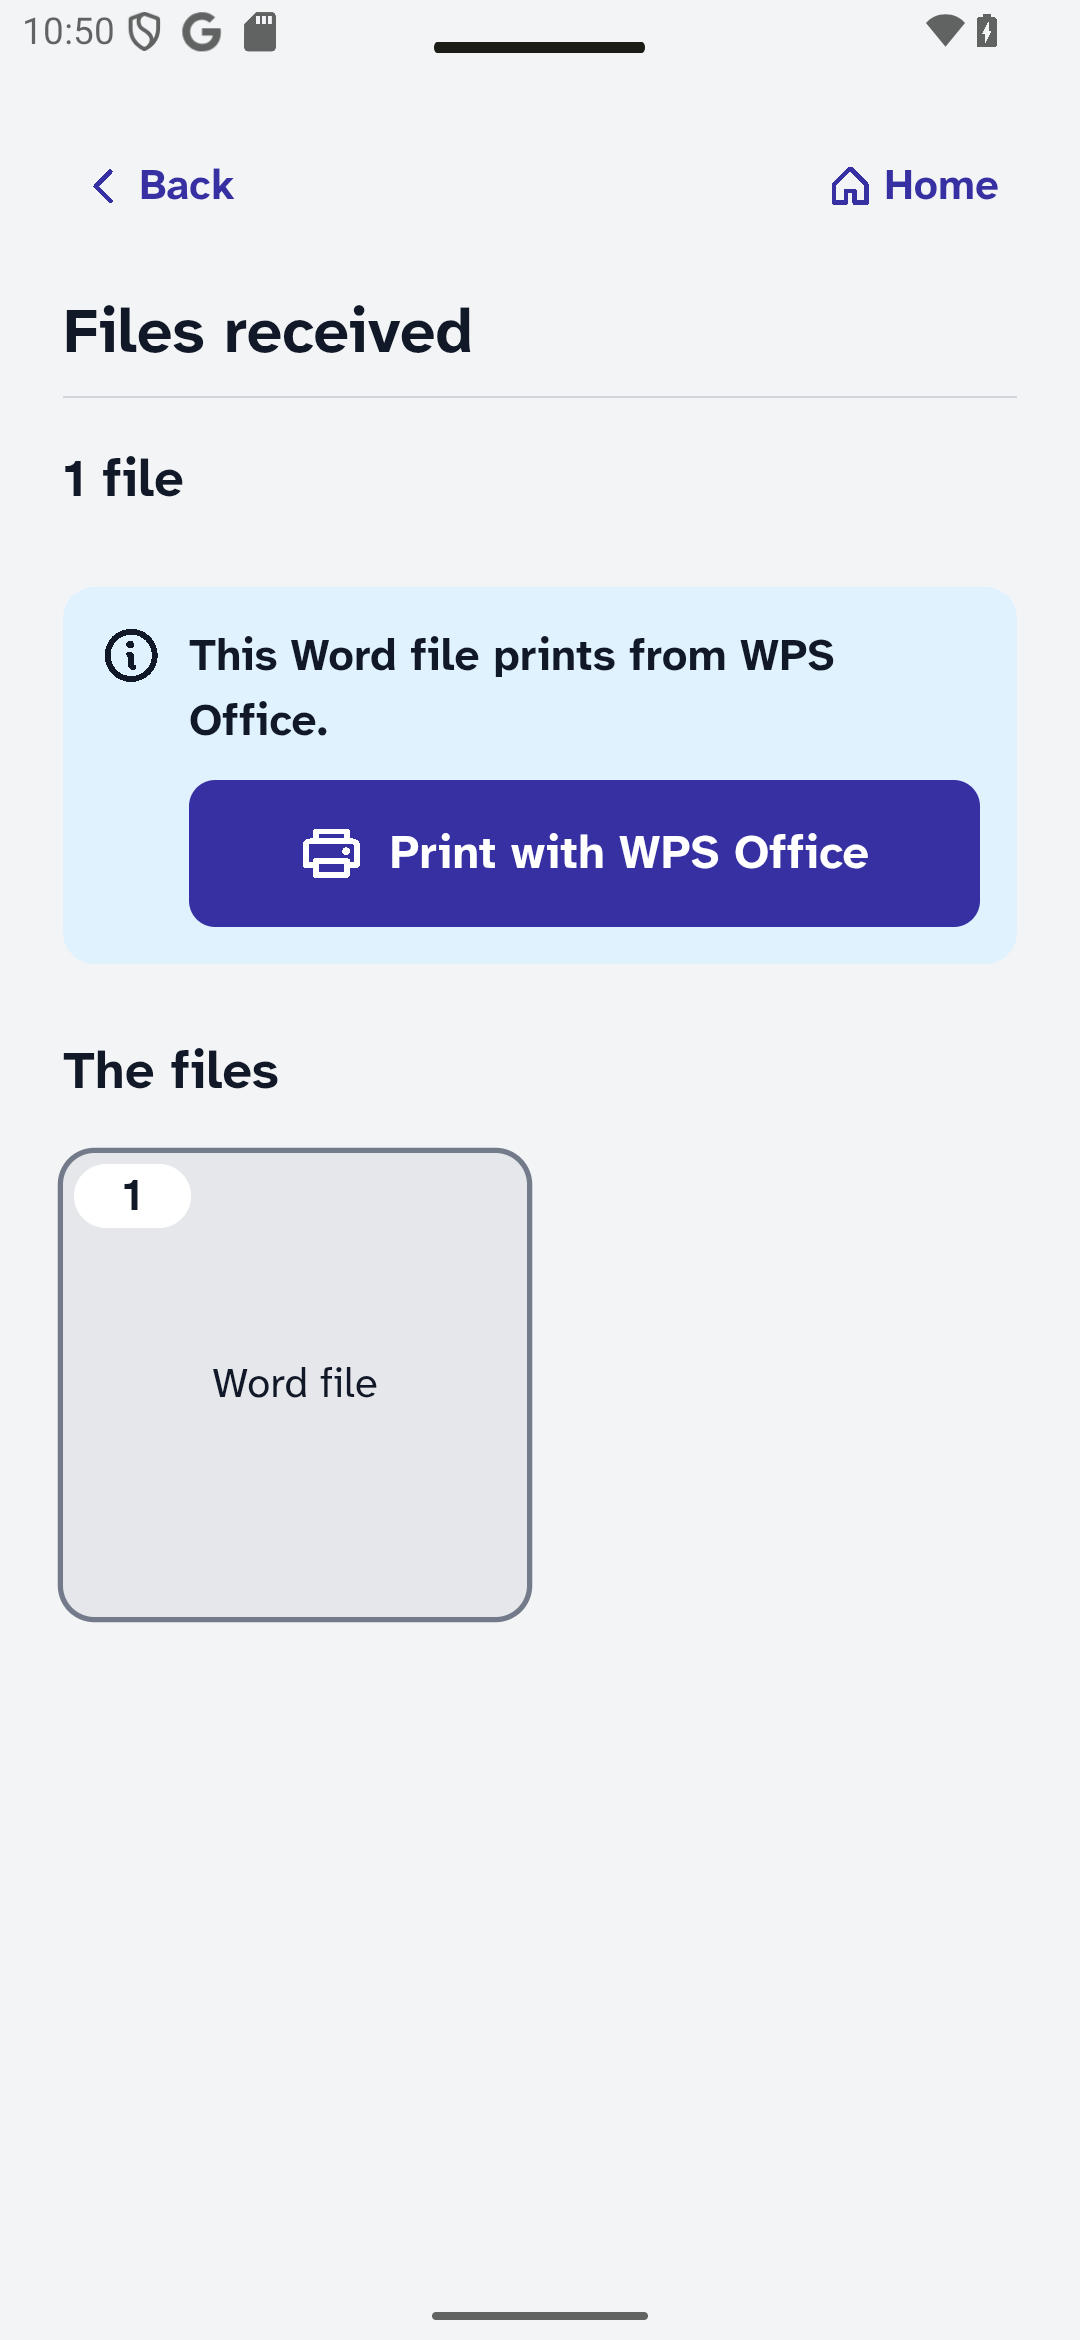 10:50
Back
Home
Files received
1 file
This Word file prints from WPS
Office.
Print with WPS Office
The files
1
Word file